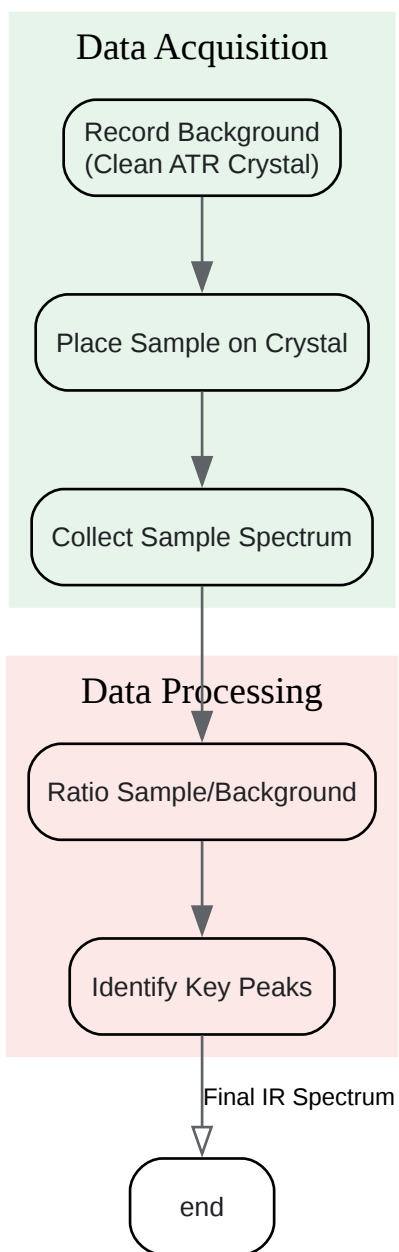 Data Acquisition
Record Background
(Clean ATR Crystal)
Place Sample on Crystal
Collect Sample Spectrum
Data Processing
Ratio Sample/Background
Identify Key Peaks
Final IR Spectrum
end